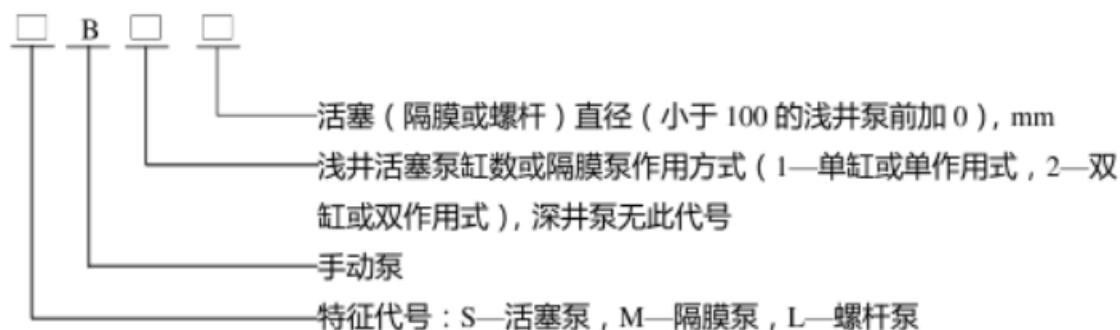 □ B □ □
活塞（隔膜或螺杆）直径（小于 100 的浅井泵前加 0），mm
浅井活塞泵缸数或隔膜泵作用方式（1—单缸或单作用式，2—双
缸或双作用式），深井泵无此代号
手动泵
特征代号：S—活塞泵，M—隔膜泵，L—螺杆泵